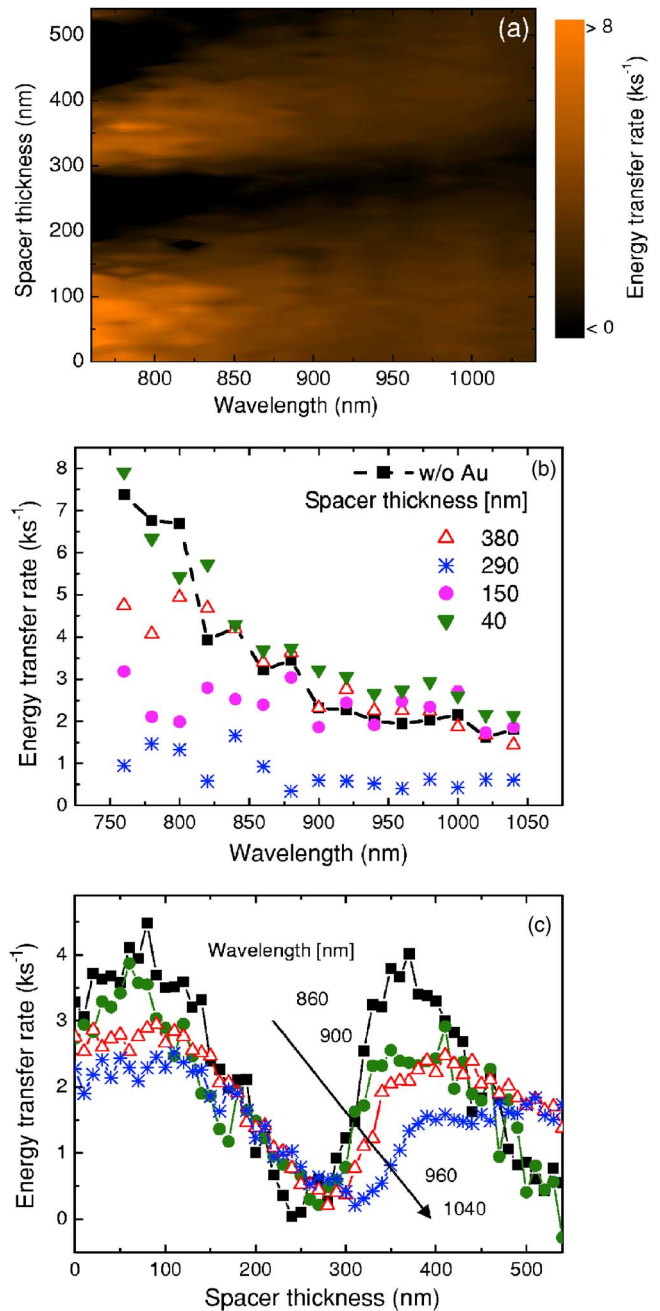 (a)
500
400
300
200
100
0
Spacer thickness (nm)
800 850 900 950 1000
Wavelength (nm)
> 8
< 0
Energy transfer rate (ks⁻¹)
(b)
8
7
6
5
4
3
2
1
0
Energy transfer rate (ks⁻¹)
w/o Au
Spacer thickness [nm]
380
290
150
40
750 800 850 900 950 1000 1050
Wavelength (nm)
(c)
4
3
2
1
0
Energy transfer rate (ks⁻¹)
Wavelength [nm]
860
900
960
1040
0 100 200 300 400 500
Spacer thickness (nm)